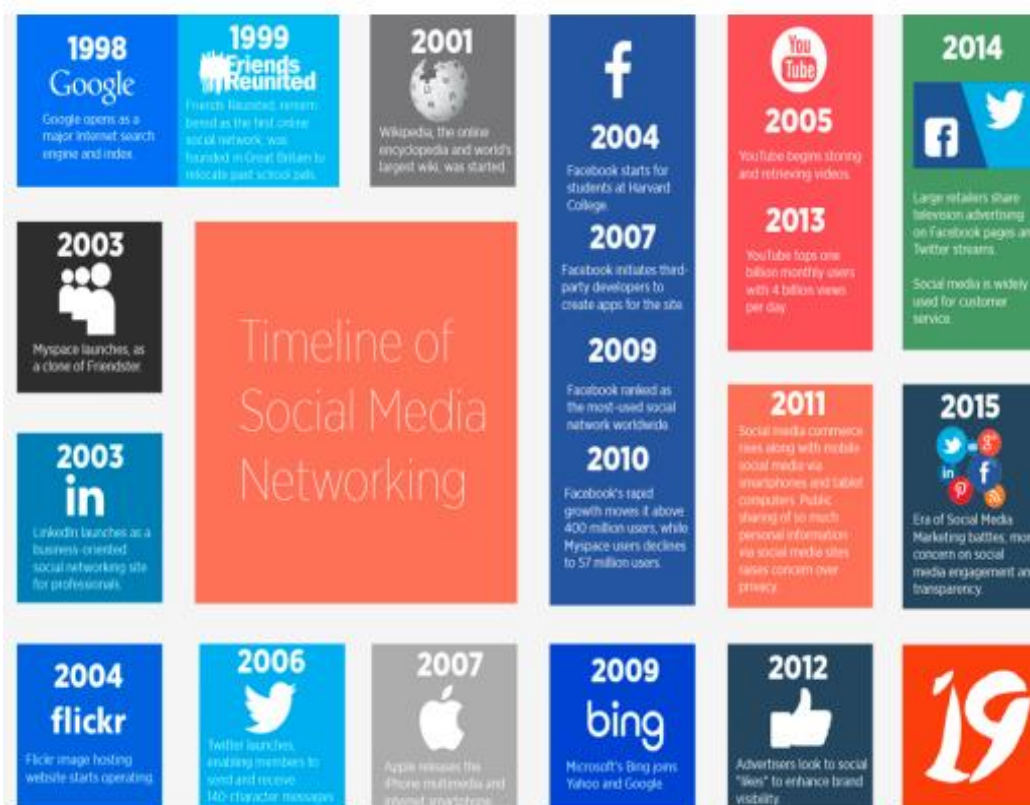 1998
Google
Google opens as a
major Internet search
engine and index.
1999
Friends
Reunited
Friends Reunited, remem-
bered as the first online
social network, was
founded in Great Britain to
relocate past school pals.
2001
Wikipedia, the online
encyclopedia and world's
largest wiki, was started.
f
2004
Facebook starts for
students at Harvard
College.
2007
Facebook initiates third-
party developers to
create apps for the site.
2009
Facebook ranked as
the most-used social
network worldwide.
2010
Facebook's rapid
growth moves it above
400 million users, while
Myspace users declines
to 57 million users.
You
Tube
2005
YouTube begins storing
and retrieving videos.
2013
YouTube tops one
billion monthly users
with 4 billion views
per day.
2014
f
Large retailers share
television advertising
on Facebook pages an
Twitter streams.
Social media is widely
used for customer
service.
2003
Myspace launches, as
a clone of Friendster.
Timeline of
Social Media
Networking
2003
in
LinkedIn launches as a
business-oriented
social networking site
for professionals.
2011
Social media commerce
rises along with mobile
social media via
smartphones and tablet
computers. Public
sharing of so much
personal information
via social media sites
raises concern over
privacy.
2015
g+
in
f
Era of Social Media
Marketing battles; mor
concern on social
media engagement an
transparency.
2004
flickr
Flickr image hosting
website starts operating.
2006
Twitter launches,
enabling members to
send and receive
140-character messages
2007
Apple releases the
iPhone multimedia and
internet smartphone.
2009
bing
Microsoft's Bing joins
Yahoo and Google
2012
Advertisers look to social
"likes" to enhance brand
visibility.
19